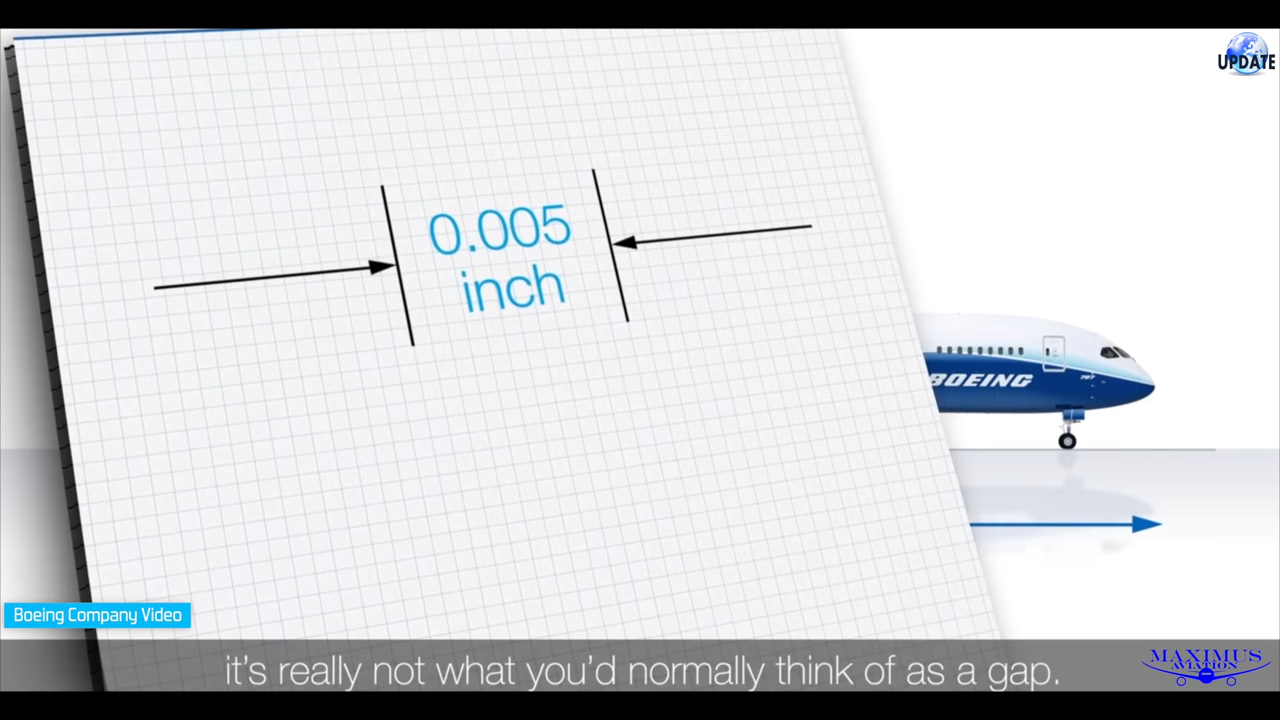 UPDATE
0.005
inch
BOEING
787
Boeing Company Video
it's really not what you'd normally think of as a gap.
MAXIMUS
AVIATION